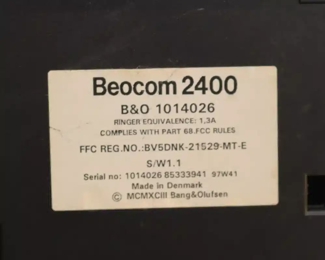 Beocom 2400
B&O 1014026
RINGER EQUIVALENCE: 1,3A
COMPLIES WITH PART 68,FCC RULES
FFC REG.NO.:BV5DNK-21529-MT-E
S/W1.1
Serial no: 1014026 85333941 97W41
Made in Denmark
© MCMXCIII Bang&Olufsen